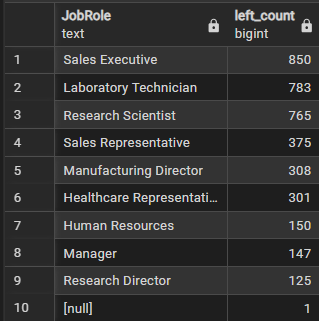 JobRole left_count
text bigint
1 Sales Executive 850
2 Laboratory Technician 783
3 Research Scientist 765
4 Sales Representative 375
5 Manufacturing Director 308
6 Healthcare Representati... 301
7 Human Resources 150
8 Manager 147
9 Research Director 125
10 [null] 1